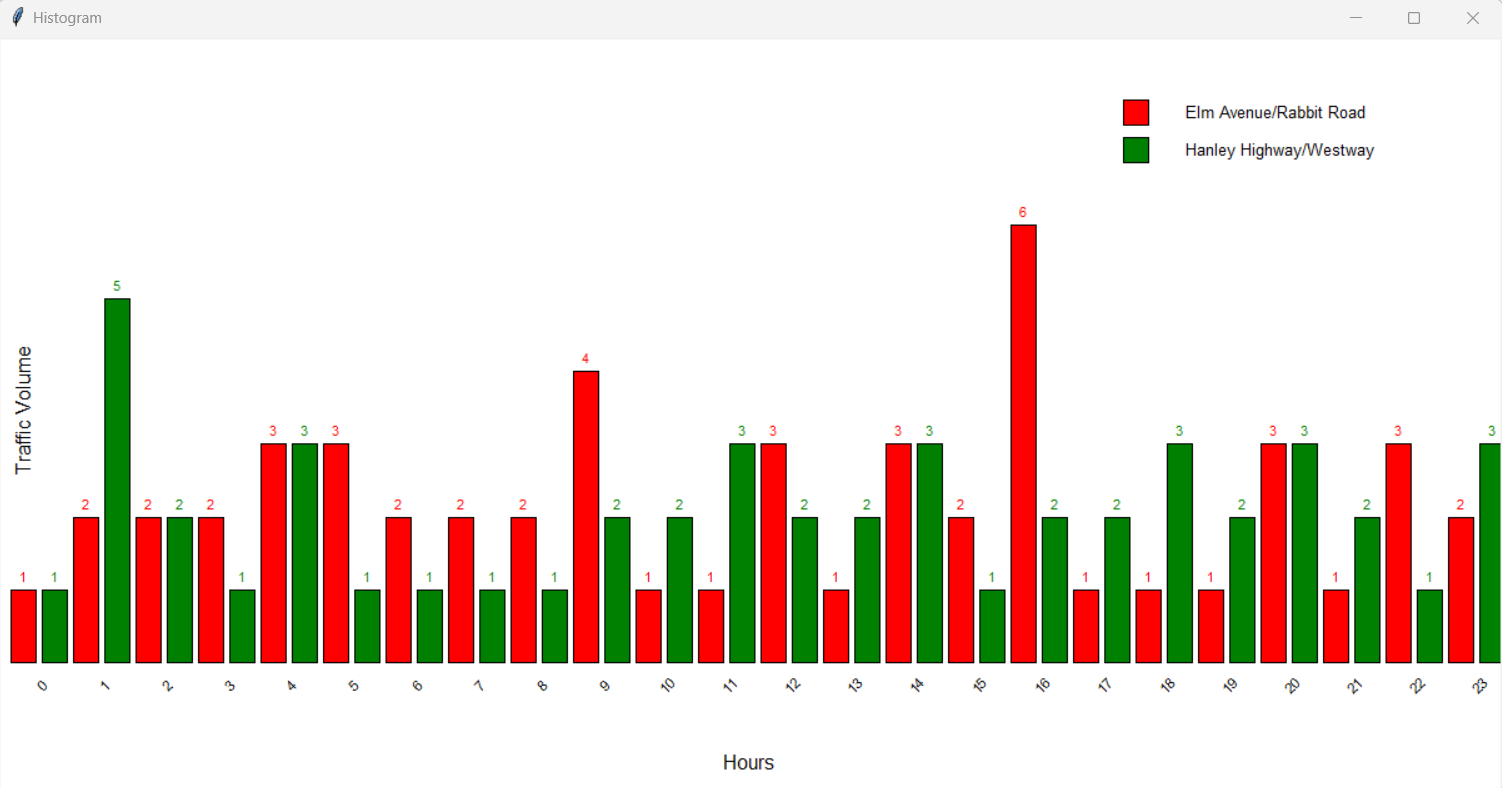 Histogram
Elm Avenue/Rabbit Road
Hanley Highway/Westway
Traffic Volume
1 1 2 5 2 2 2 1 3 3 3 1 2 1 2 1 2 1 4 2 1 2 1 3 3 2 1 2 3 3 2 1 6 2 1 2 1 3 1 2 3 3 1 2 3 1 2 3
0 1 2 3 4 5 6 7 8 9 10 11 12 13 14 15 16 17 18 19 20 21 22 23
Hours